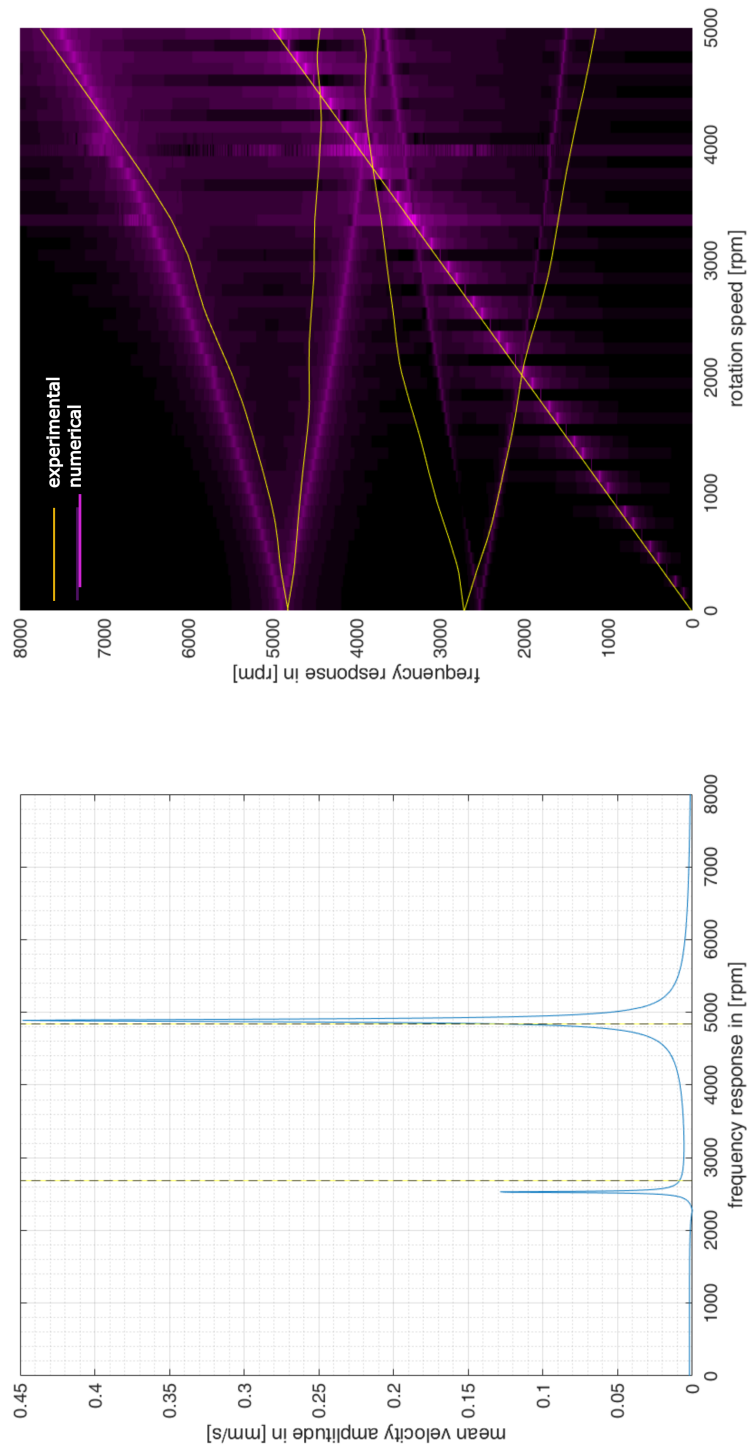 0.45
0.4
0.35
0.3
0.25
0.2
0.15
0.1
0.05
0
mean velocity amplitude in [mm/s]
0 1000 2000 3000 4000 5000 6000 7000 8000
frequency response in [rpm]
8000
7000
6000
5000
4000
3000
2000
1000
0
frequency response in [rpm]
experimental
numerical
0 1000 2000 3000 4000 5000
rotation speed [rpm]